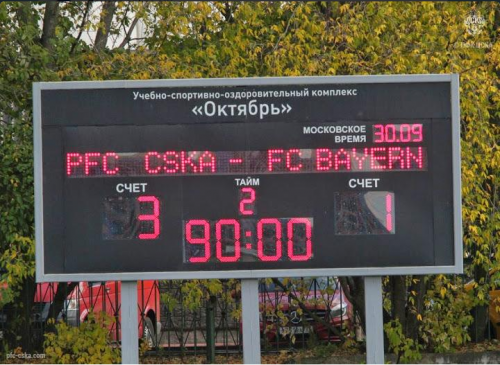 Учебно-спортивно-оздоровительный комплекс
«Октябрь»
МОСКОВСКОЕ ВРЕМЯ 30.09
PFC CSKA - FC BAYERN
СЧЕТ ТАЙМ СЧЕТ
3 2 1
90:00
pfc-cska.com